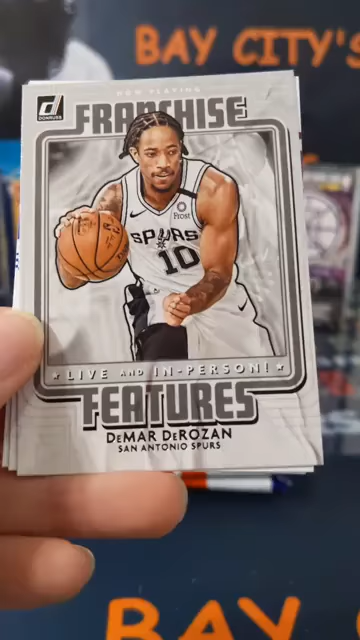 BAY CITY'S
DONRUSS
NOW PLAYING
FRANCHISE
Frost
SPURS
10
LIVE AND IN-PERSON!
FEATURES
DeMAR DeROZAN
SAN ANTONIO SPURS
BAY